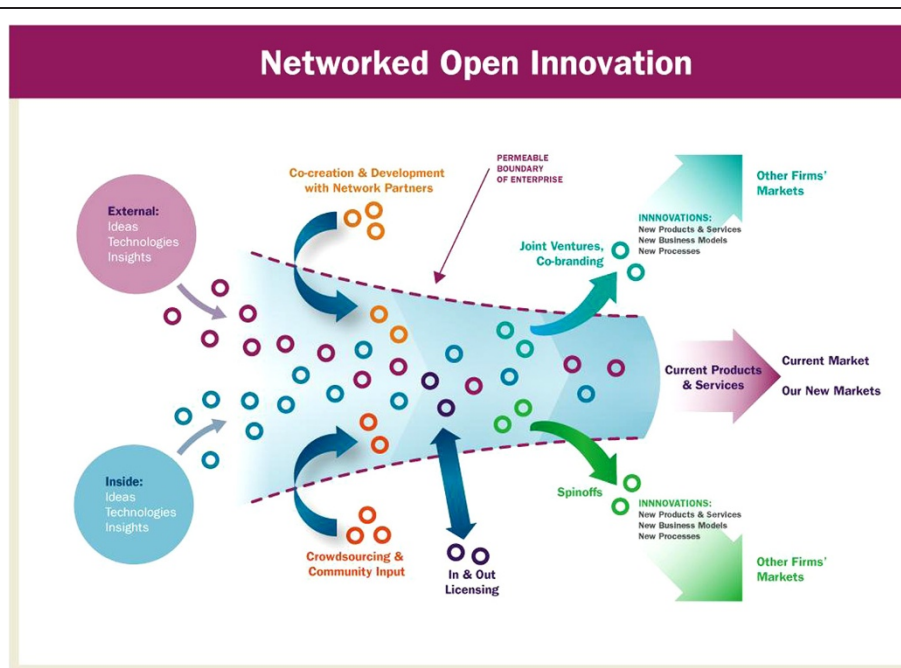 Networked Open Innovation
External:
Ideas
Technologies
Insights
Co-creation & Development
with Network Partners
PERMEABLE
BOUNDARY
OF ENTERPRISE
Joint Ventures,
Co-branding
INNNOVATIONS:
New Products & Services
New Business Models
New Processes
Other Firms'
Markets
Current Products
& Services
Current Market
Our New Markets
Inside:
Ideas
Technologies
Insights
Crowdsourcing &
Community Input
In & Out
Licensing
Spinoffs
INNNOVATIONS:
New Products & Services
New Business Models
New Processes
Other Firms'
Markets